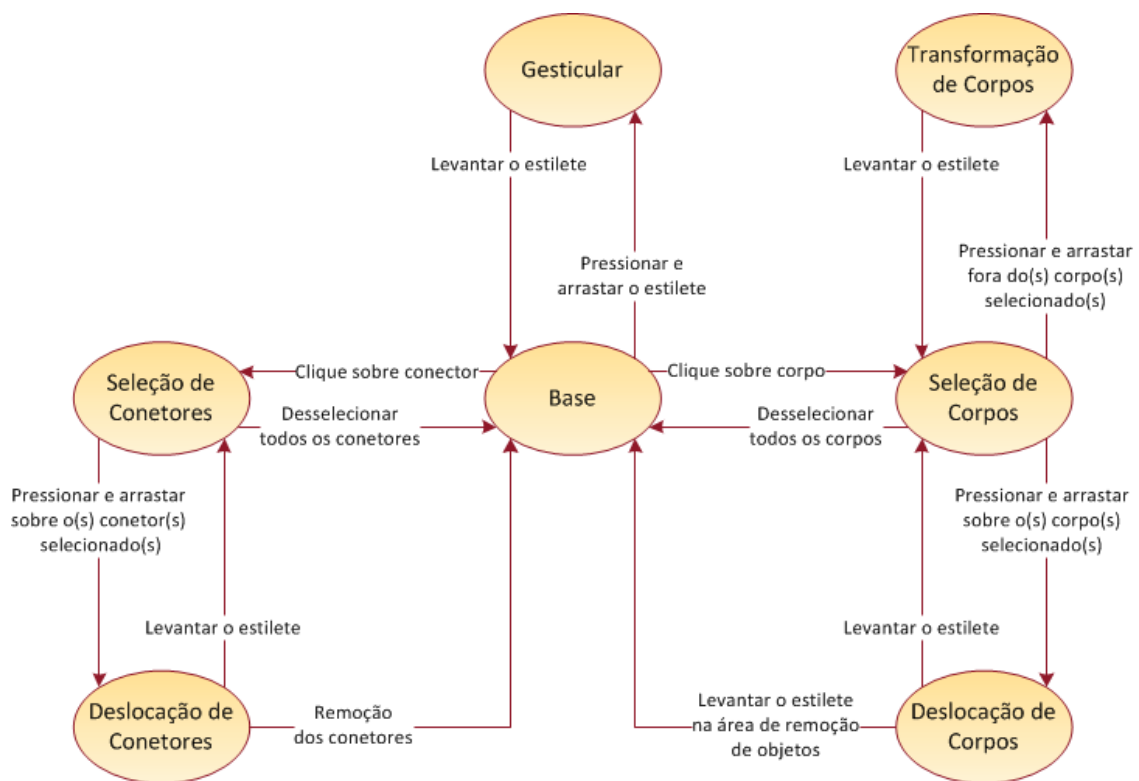 Gesticular
Transformação
de Corpos
Levantar o estilete
Levantar o estilete
Pressionar e
arrastar o estilete
Pressionar e arrastar
fora do(s) corpo(s)
selecionado(s)
Seleção de
Conetores
Clique sobre conector
Base
Clique sobre corpo
Seleção de
Corpos
Desselecionar
todos os conetores
Desselecionar
todos os corpos
Pressionar e arrastar
sobre o(s) conetor(s)
selecionado(s)
Pressionar e arrastar
sobre o(s) corpo(s)
selecionado(s)
Levantar o estilete
Levantar o estilete
Deslocação de
Conetores
Remoção
dos conetores
Levantar o estilete
na área de remoção
de objetos
Deslocação de
Corpos